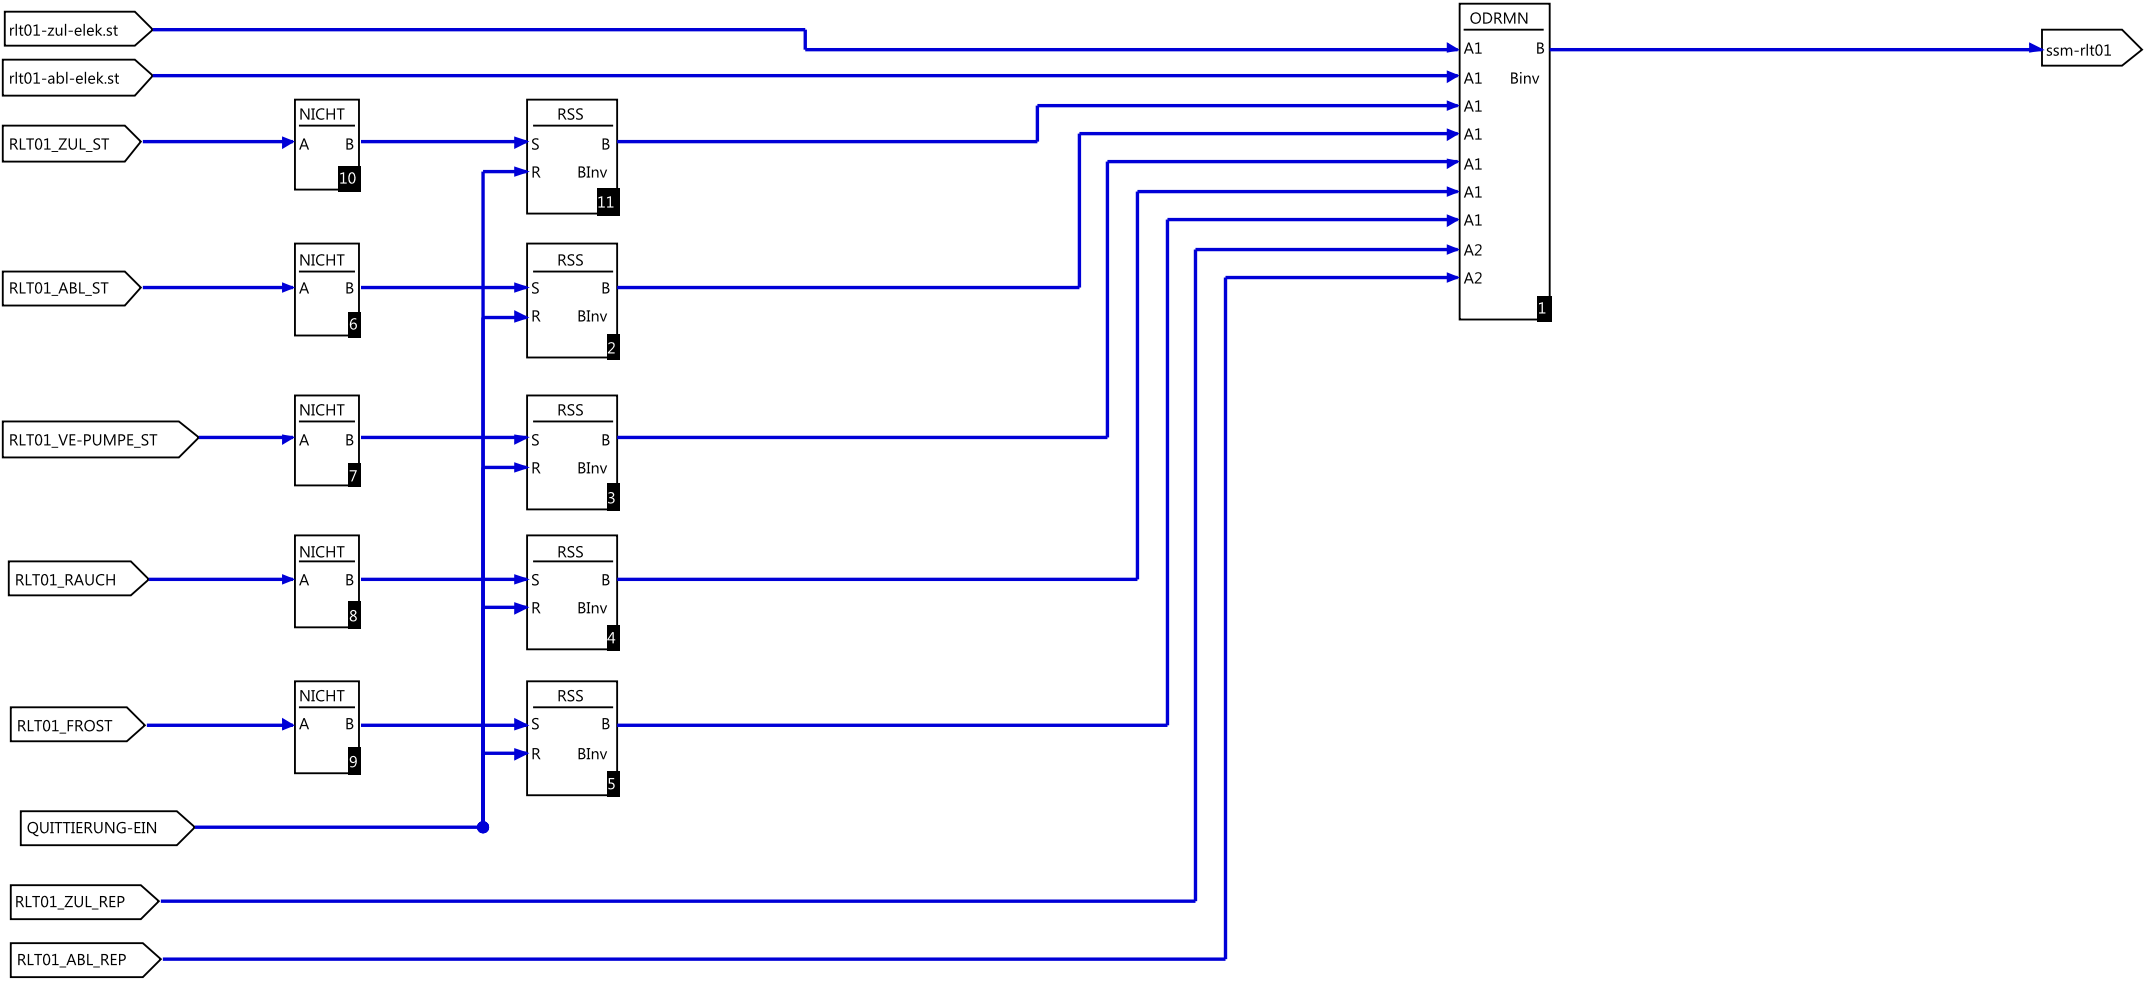 rlt01-zul-elek.st
ODRMN
A1 B
ssm-rlt01
rlt01-abl-elek.st
A1 Binv
A1
A1
A1
A1
A1
A2
A2
1
RLT01_ZUL_ST
NICHT
A B
10
RSS
S B
R BInv
11
RLT01_ABL_ST
NICHT
A B
6
RSS
S B
R BInv
2
RLT01_VE-PUMPE_ST
NICHT
A B
7
RSS
S B
R BInv
3
RLT01_RAUCH
NICHT
A B
8
RSS
S B
R BInv
4
RLT01_FROST
NICHT
A B
9
RSS
S B
R BInv
5
QUITTIERUNG-EIN
RLT01_ZUL_REP
RLT01_ABL_REP